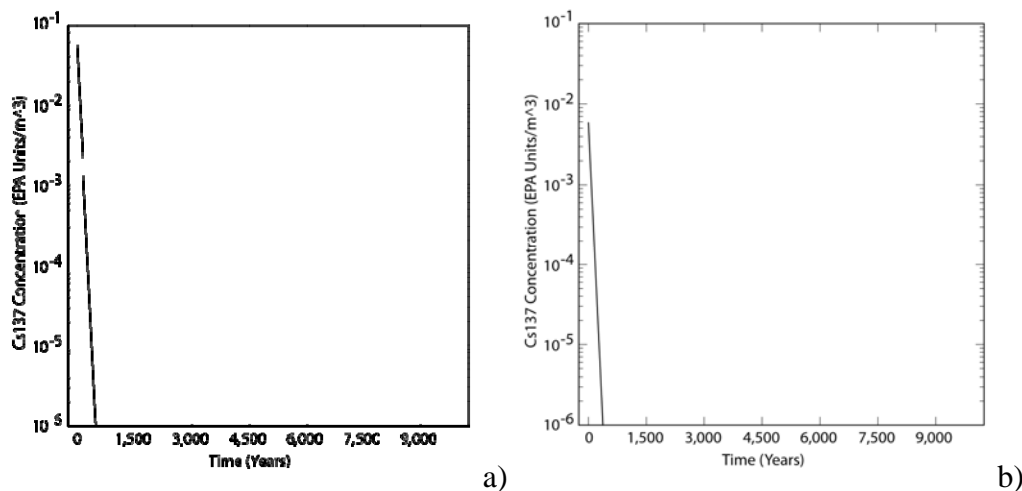 10⁻¹
10⁻²
10⁻³
10⁻⁴
10⁻⁵
Cs137 Concentration (EPA Units/m^3)
0 1,500 3,000 4,500 6,000 7,500 9,000
Time (Years)
a)
10⁻¹
10⁻²
10⁻³
10⁻⁴
10⁻⁵
10⁻⁶
Cs137 Concentration (EPA Units/m^3)
0 1,500 3,000 4,500 6,000 7,500 9,000
Time (Years)
b)